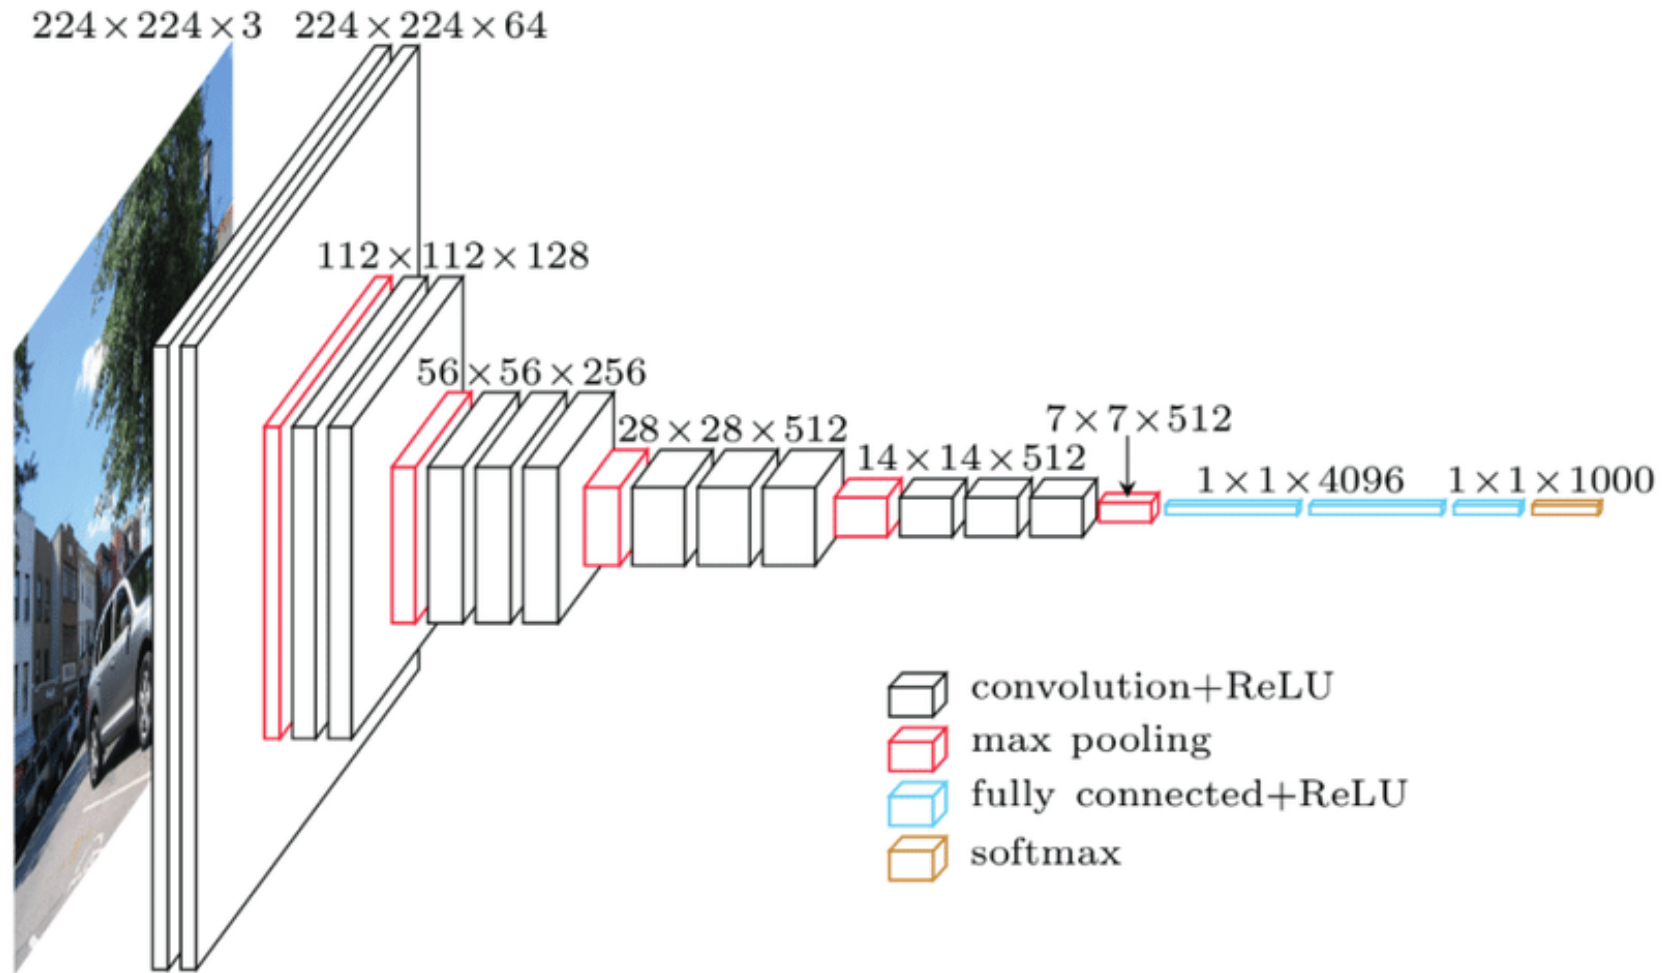 224×224×3
224×224×64
112×112×128
56×56×256
28×28×512
14×14×512
7×7×512
1×1×4096
1×1×1000
convolution+ReLU
max pooling
fully connected+ReLU
softmax